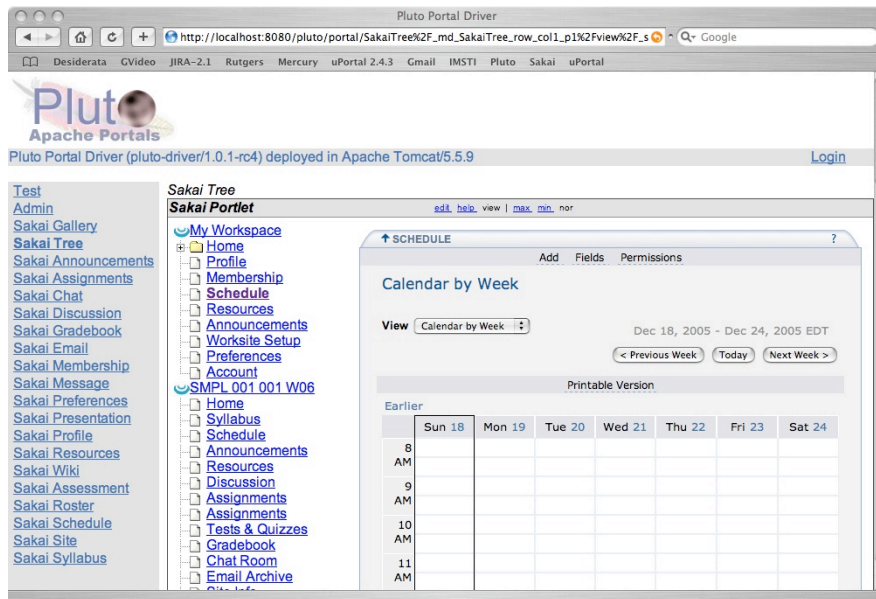 Pluto Portal Driver
http://localhost:8080/pluto/portal/SakaiTree%2F_md_SakaiTree_row_col1_p1%2Fview%2F_s
Google
Desiderata GVideo JIRA-2.1 Rutgers Mercury uPortal 2.4.3 Gmail IMSTI Pluto Sakai uPortal
Pluto
Apache Portals
Pluto Portal Driver (pluto-driver/1.0.1-rc4) deployed in Apache Tomcat/5.5.9 Login
Test
Admin
Sakai Gallery
Sakai Tree
Sakai Announcements
Sakai Assignments
Sakai Chat
Sakai Discussion
Sakai Gradebook
Sakai Email
Sakai Membership
Sakai Message
Sakai Preferences
Sakai Presentation
Sakai Profile
Sakai Resources
Sakai Wiki
Sakai Assessment
Sakai Roster
Sakai Schedule
Sakai Site
Sakai Syllabus
Sakai Tree
Sakai Portlet edit help view | max min nor
My Workspace
Home
Profile
Membership
Schedule
Resources
Announcements
Worksite Setup
Preferences
Account
SMPL 001 001 W06
Home
Syllabus
Schedule
Announcements
Resources
Discussion
Assignments
Assignments
Tests & Quizzes
Gradebook
Chat Room
Email Archive
Site Info
SCHEDULE ?
Add Fields Permissions
Calendar by Week
View Calendar by Week
Dec 18, 2005 - Dec 24, 2005 EDT
< Previous Week Today Next Week >
Printable Version
Earlier
Sun 18 Mon 19 Tue 20 Wed 21 Thu 22 Fri 23 Sat 24
8
AM
9
AM
10
AM
11
AM